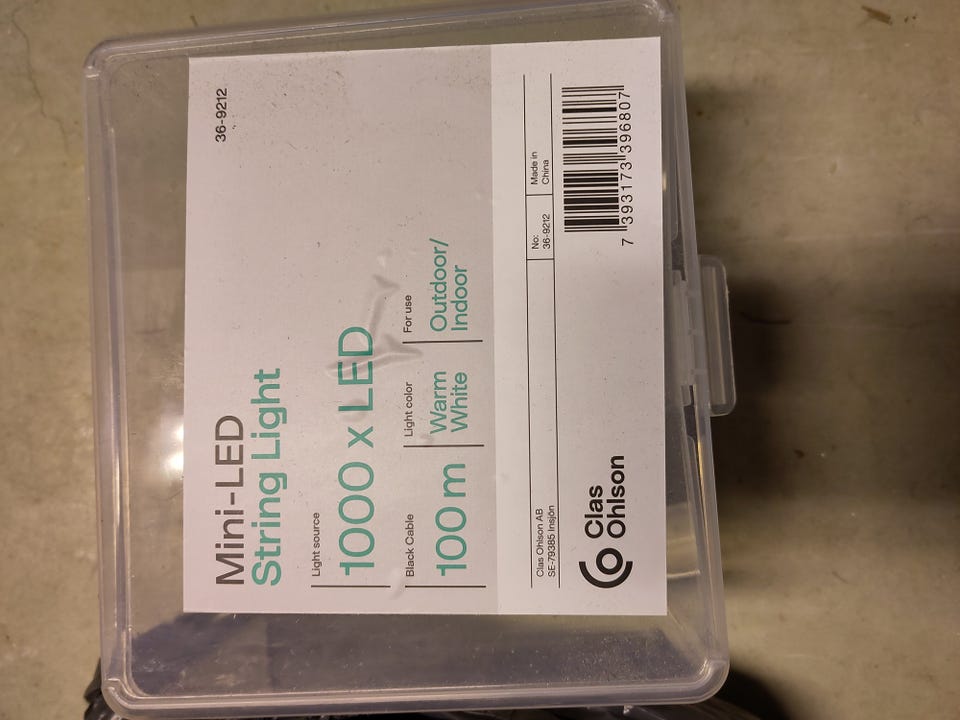 36-9212
Mini-LED
String Light
Light source
1000 x LED
Black Cable
100 m
Light color
Warm
White
For use
Outdoor/
Indoor
Clas Ohlson AB
SE-79385 Insjön
No:
36-9212
Made in
China
Clas
Ohlson
7 393173 396807